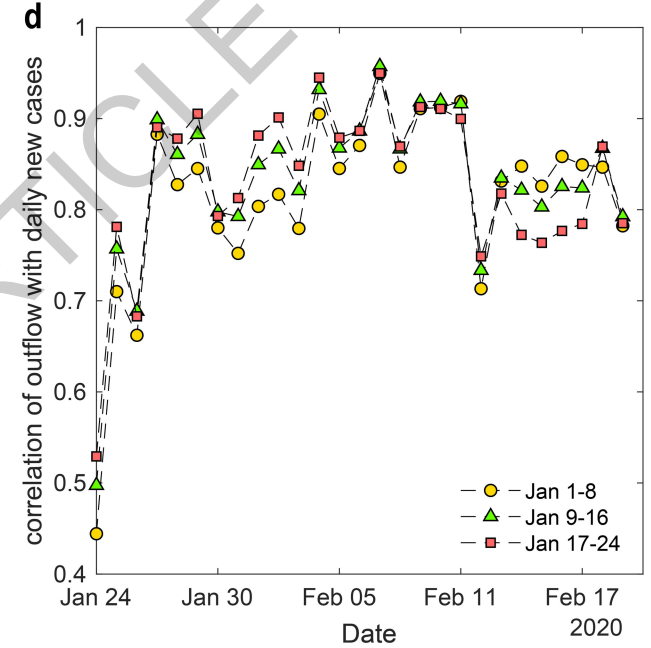 d
correlation of outflow with daily new cases
1
0.9
0.8
0.7
0.6
0.5
0.4
Jan 24
Jan 30
Feb 05
Feb 11
Feb 17
2020
Date
Jan 1-8
Jan 9-16
Jan 17-24
TICLE